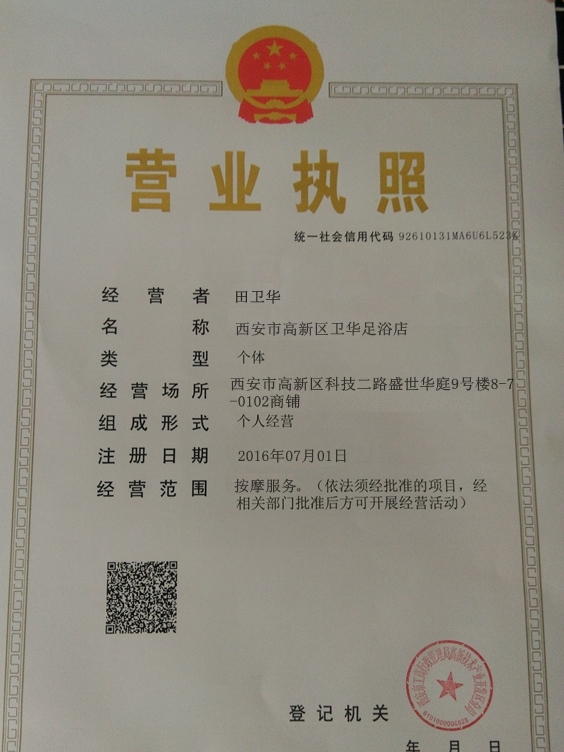 营业执照
统一社会信用代码 92610131MA6U6L523K
经营者 田卫华
名称 西安市高新区卫华足浴店
类型 个体
经营场所 西安市高新区科技二路盛世华庭9号楼8-7
-0102商铺
组成形式 个人经营
注册日期 2016年07月01日
经营范围 按摩服务。（依法须经批准的项目，经
相关部门批准后方可开展经营活动）
登记机关
年 月 日